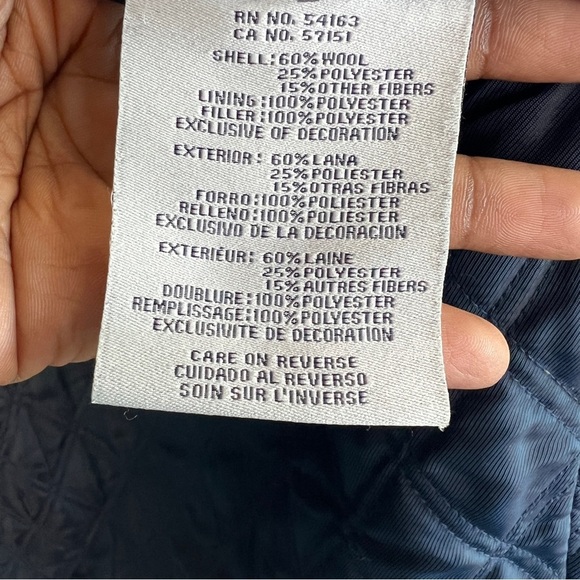 RN NO. 54163
CA NO. 57151
SHELL:60%WOOL
25%POLYESTER
15%OTHER FIBERS
LINING:100%POLYESTER
FILLER:100%POLYESTER
EXCLUSIVE OF DECORATION
EXTERIOR: 60%LANA
25%POLIESTER
15%OTRAS FIBRAS
FORRO:100%POLIESTER
RELLENO:100%POLIESTER
EXCLUSIVO DE LA DECORACION
EXTERIEUR: 60%LAINE
25%POLYESTER
15%AUTRES FIBERS
DOUBLURE:100%POLYESTER
REMPLISSAGE:100%POLYESTER
EXCLUSIVITE DE DECORATION
CARE ON REVERSE
CUIDADO AL REVERSO
SOIN SUR L'INVERSE